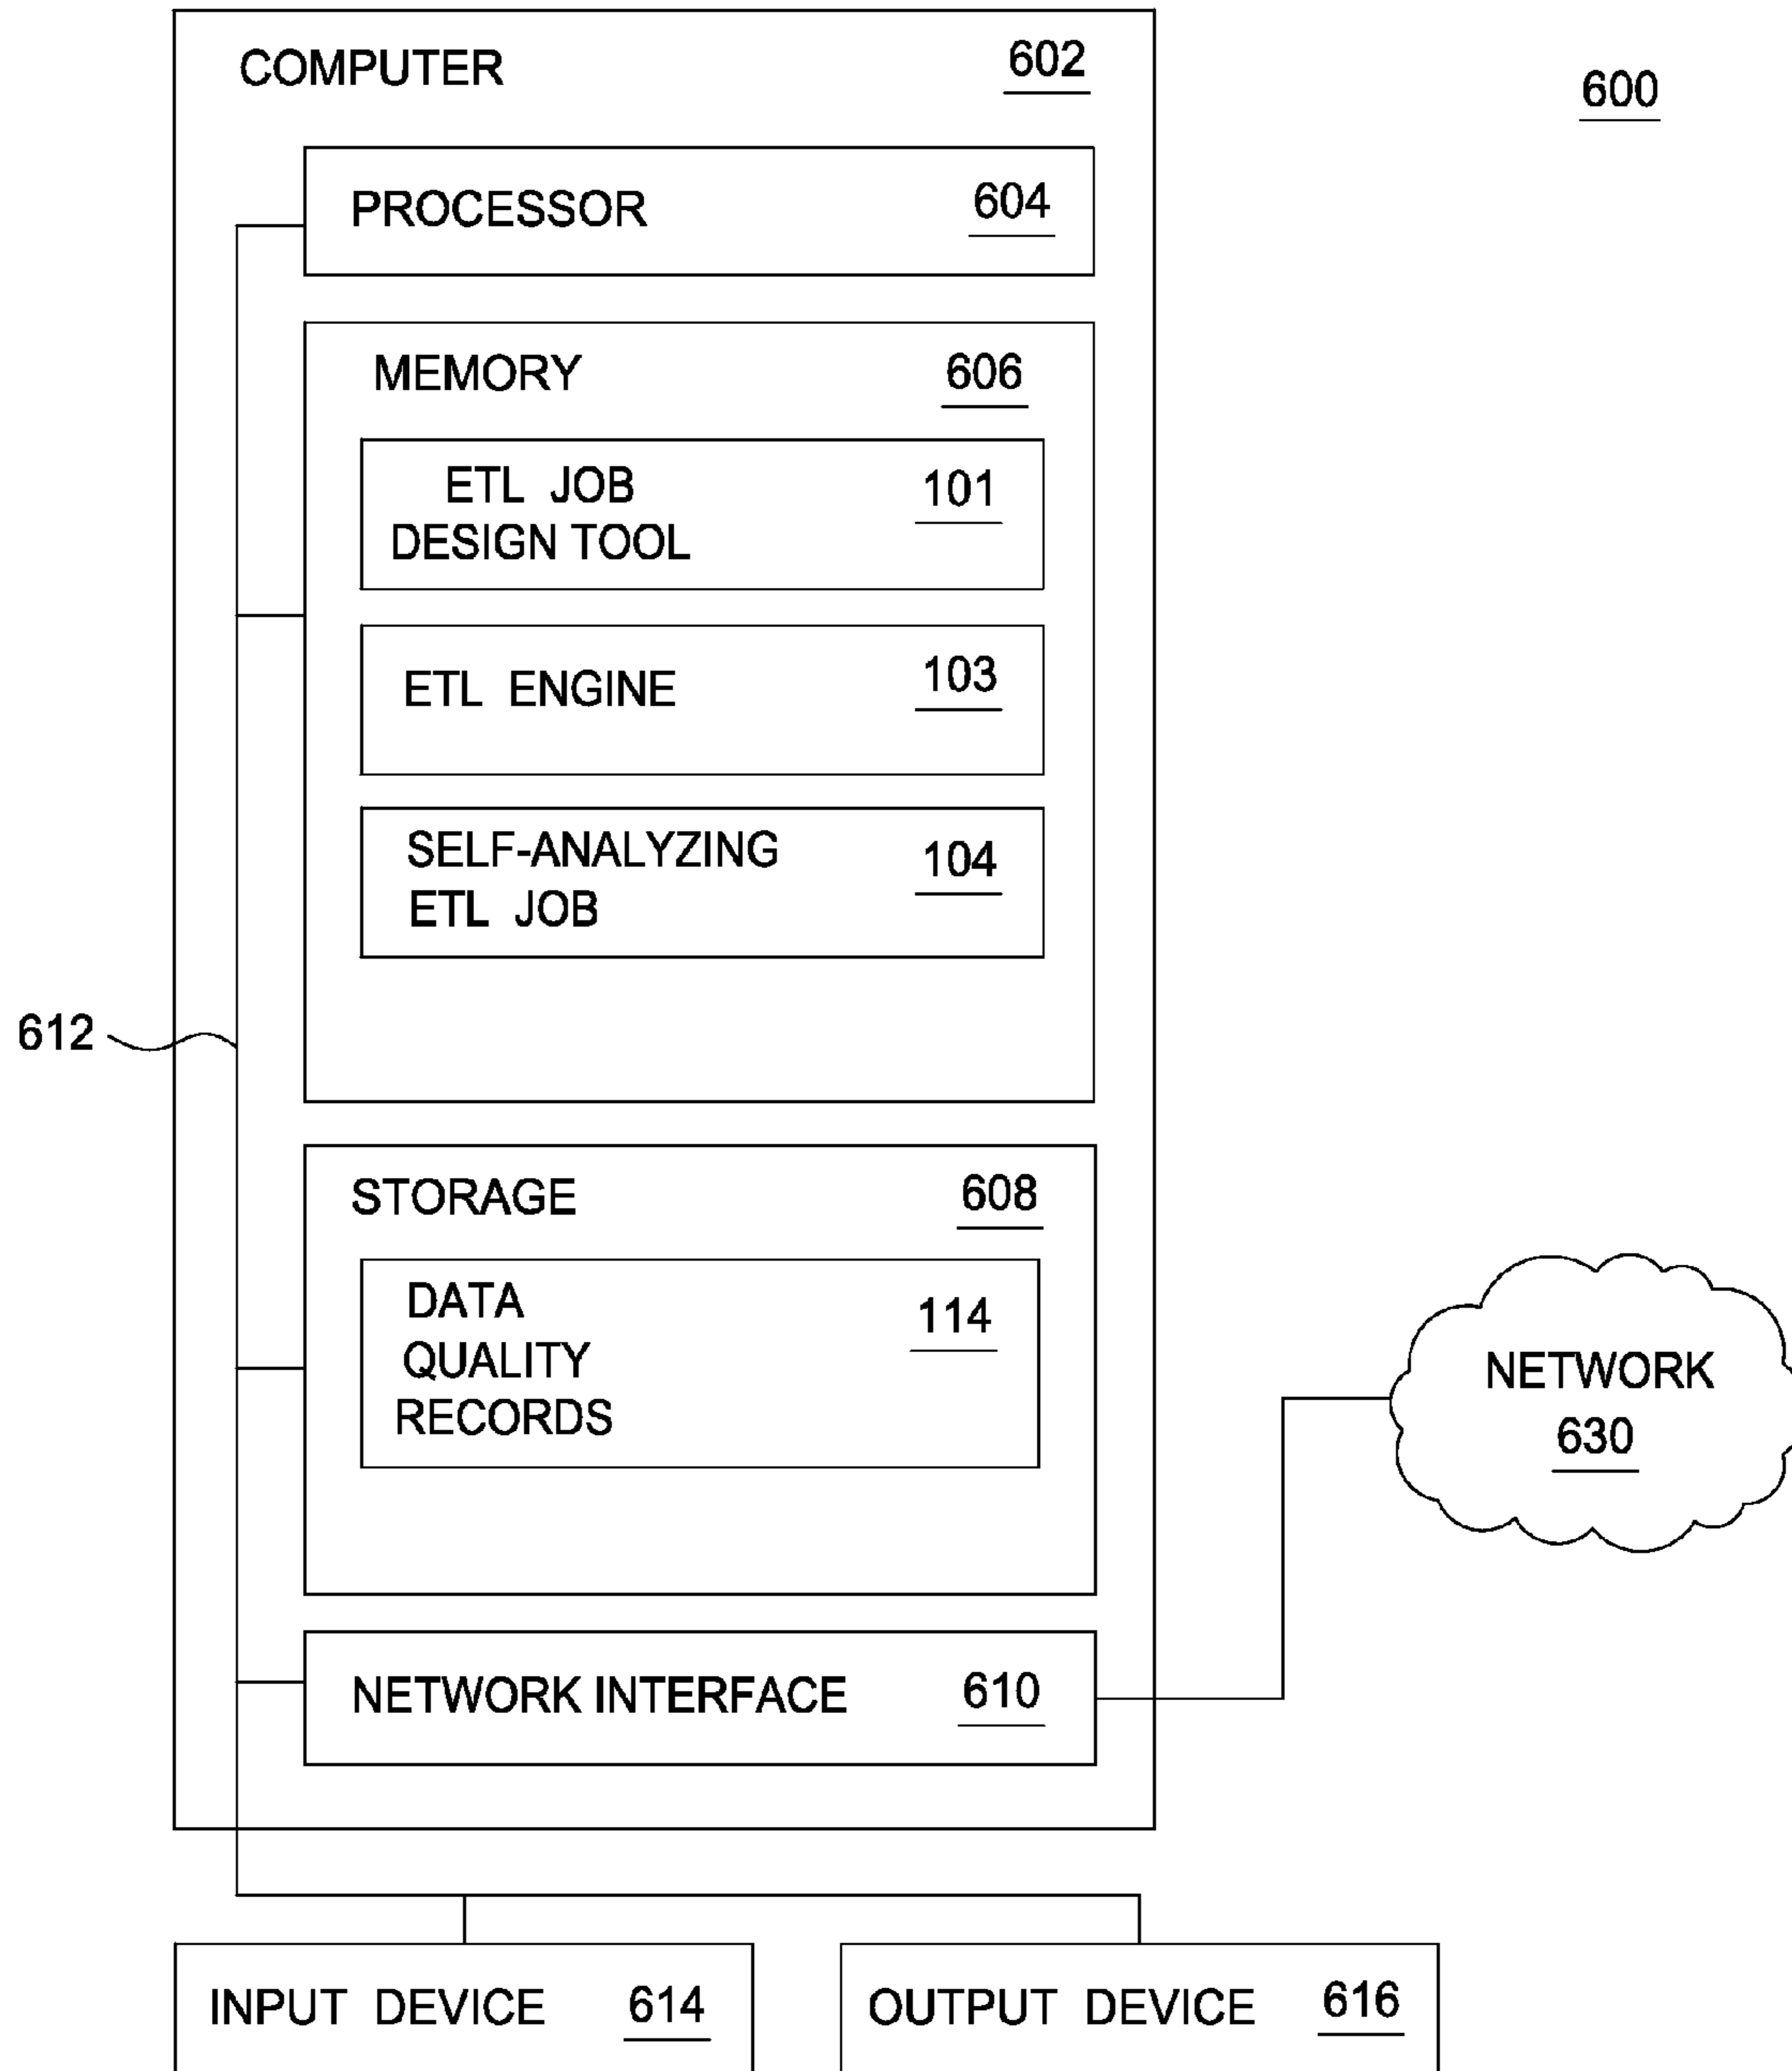 COMPUTER 602
600
PROCESSOR 604
MEMORY 606
ETL JOB 101
DESIGN TOOL
ETL ENGINE 103
SELF-ANALYZING 104
ETL JOB
612
STORAGE 608
DATA 114
QUALITY
RECORDS
NETWORK
630
NETWORK INTERFACE 610
INPUT DEVICE 614
OUTPUT DEVICE 616